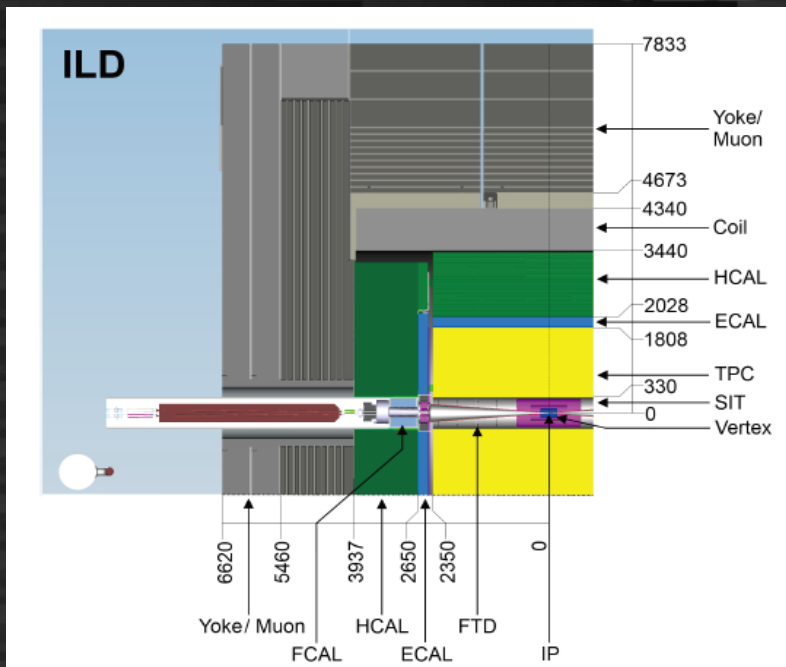 ILD
7833
Yoke/
Muon
4673
4340
Coil
3440
HCAL
2028
ECAL
1808
TPC
330
SIT
0
Vertex
6620
5460
3937
2650
2350
0
Yoke/ Muon
HCAL
FTD
FCAL
ECAL
IP